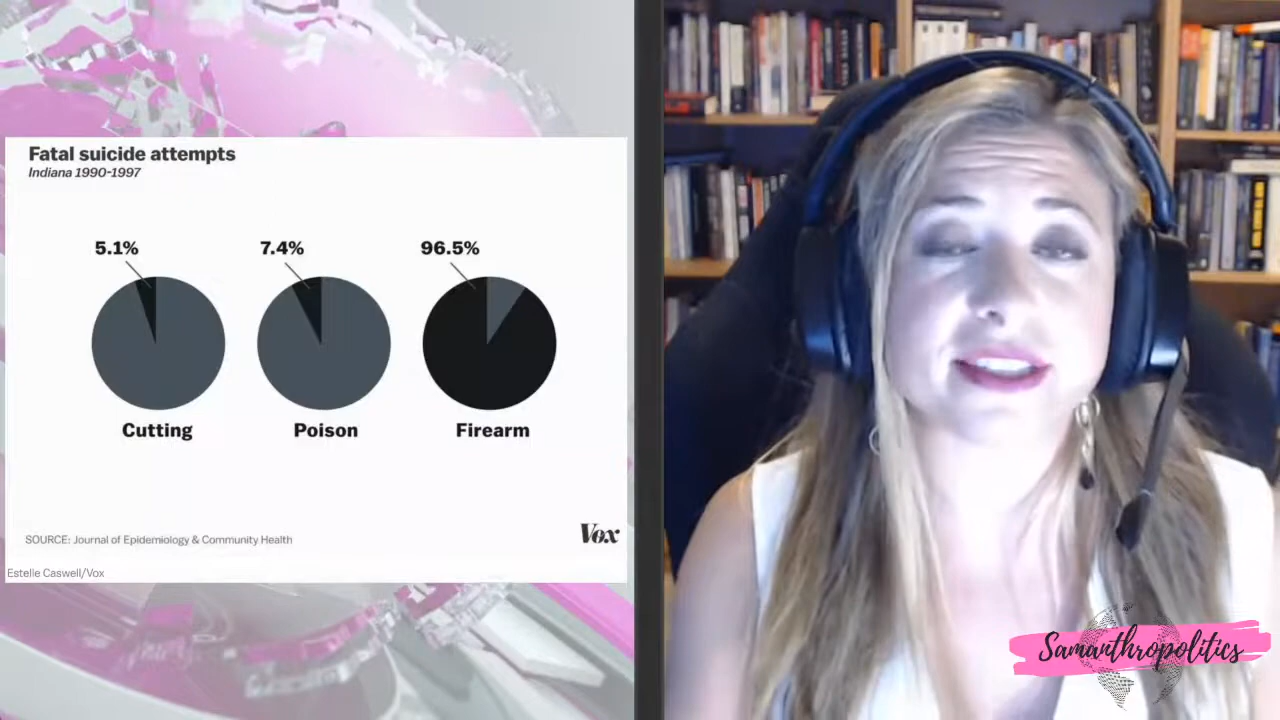 Fatal suicide attempts
Indiana 1990-1997
5.1%
7.4%
96.5%
Cutting
Poison
Firearm
SOURCE: Journal of Epidemiology & Community Health
Vox
Estelle Caswell/Vox
Samanthropolitics